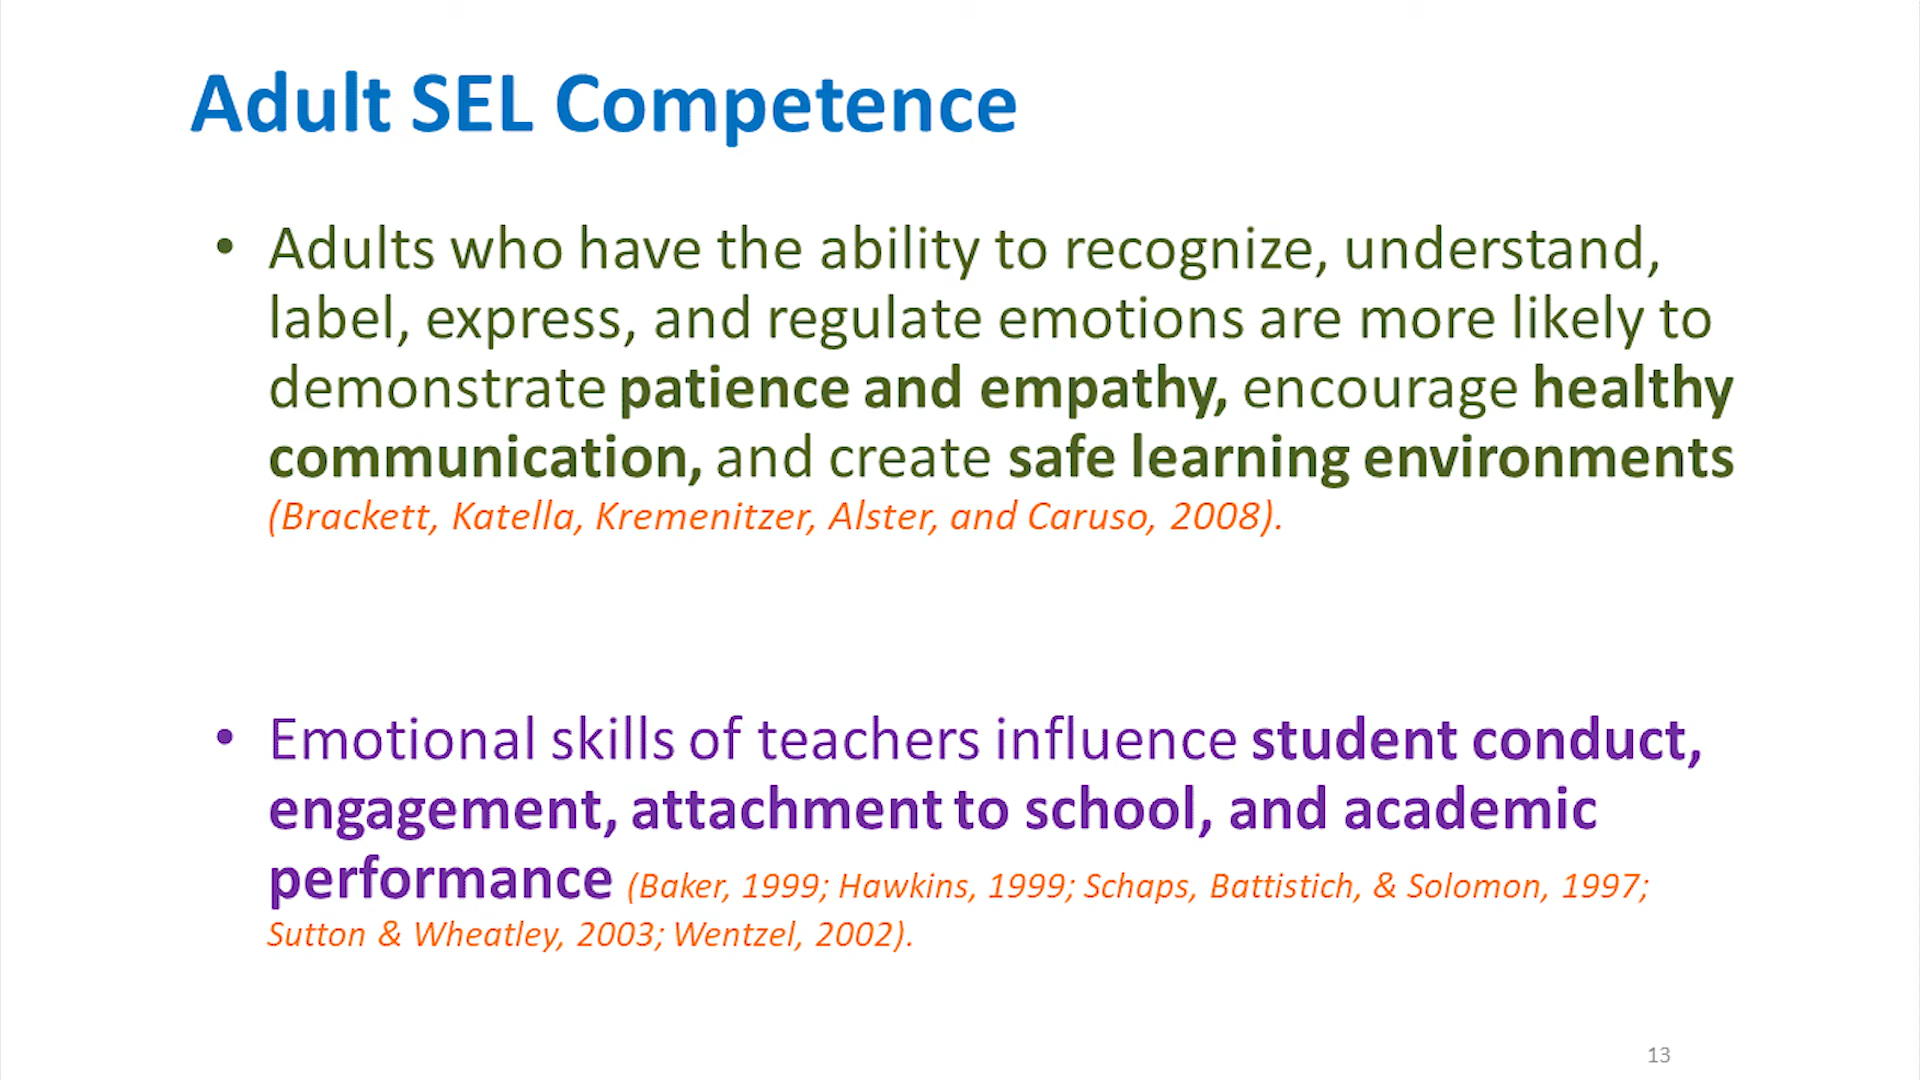 Adult SEL Competence
• Adults who have the ability to recognize, understand,
label, express, and regulate emotions are more likely to
demonstrate patience and empathy, encourage healthy
communication, and create safe learning environments
(Brackett, Katella, Kremenitzer, Alster, and Caruso, 2008).
• Emotional skills of teachers influence student conduct,
engagement, attachment to school, and academic
performance (Baker, 1999; Hawkins, 1999; Schaps, Battistich, & Solomon, 1997;
Sutton & Wheatley, 2003; Wentzel, 2002).
13